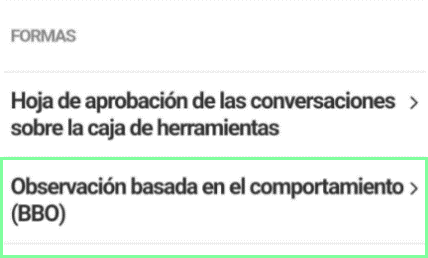 FORMAS
Hoja de aprobación de las conversaciones
sobre la caja de herramientas
Observación basada en el comportamiento
(BBO)